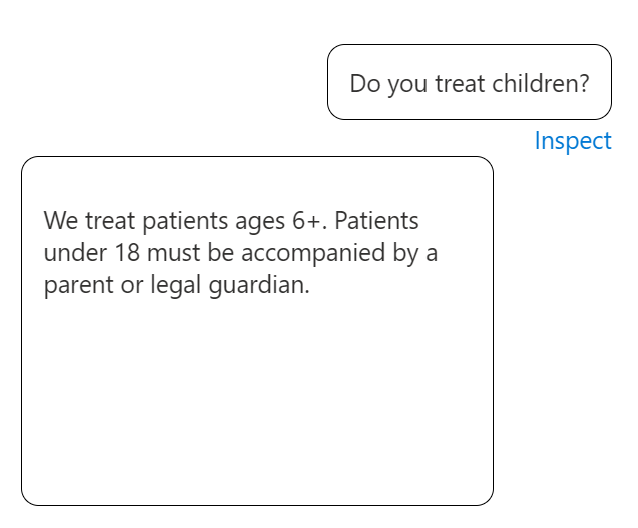 Do you treat children?
Inspect
We treat patients ages 6+. Patients
under 18 must be accompanied by a
parent or legal guardian.